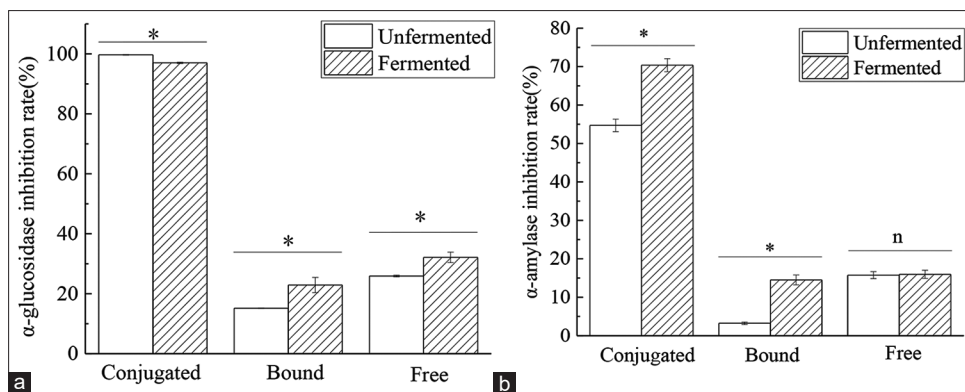 α-glucosidase inhibition rate(%)
100
80
60
40
20
0
*
*
*
Unfermented
Fermented
Conjugated
Bound
Free
a
α-amylase inhibition rate(%)
80
70
60
50
40
30
20
10
0
*
*
n
Unfermented
Fermented
Conjugated
Bound
Free
b